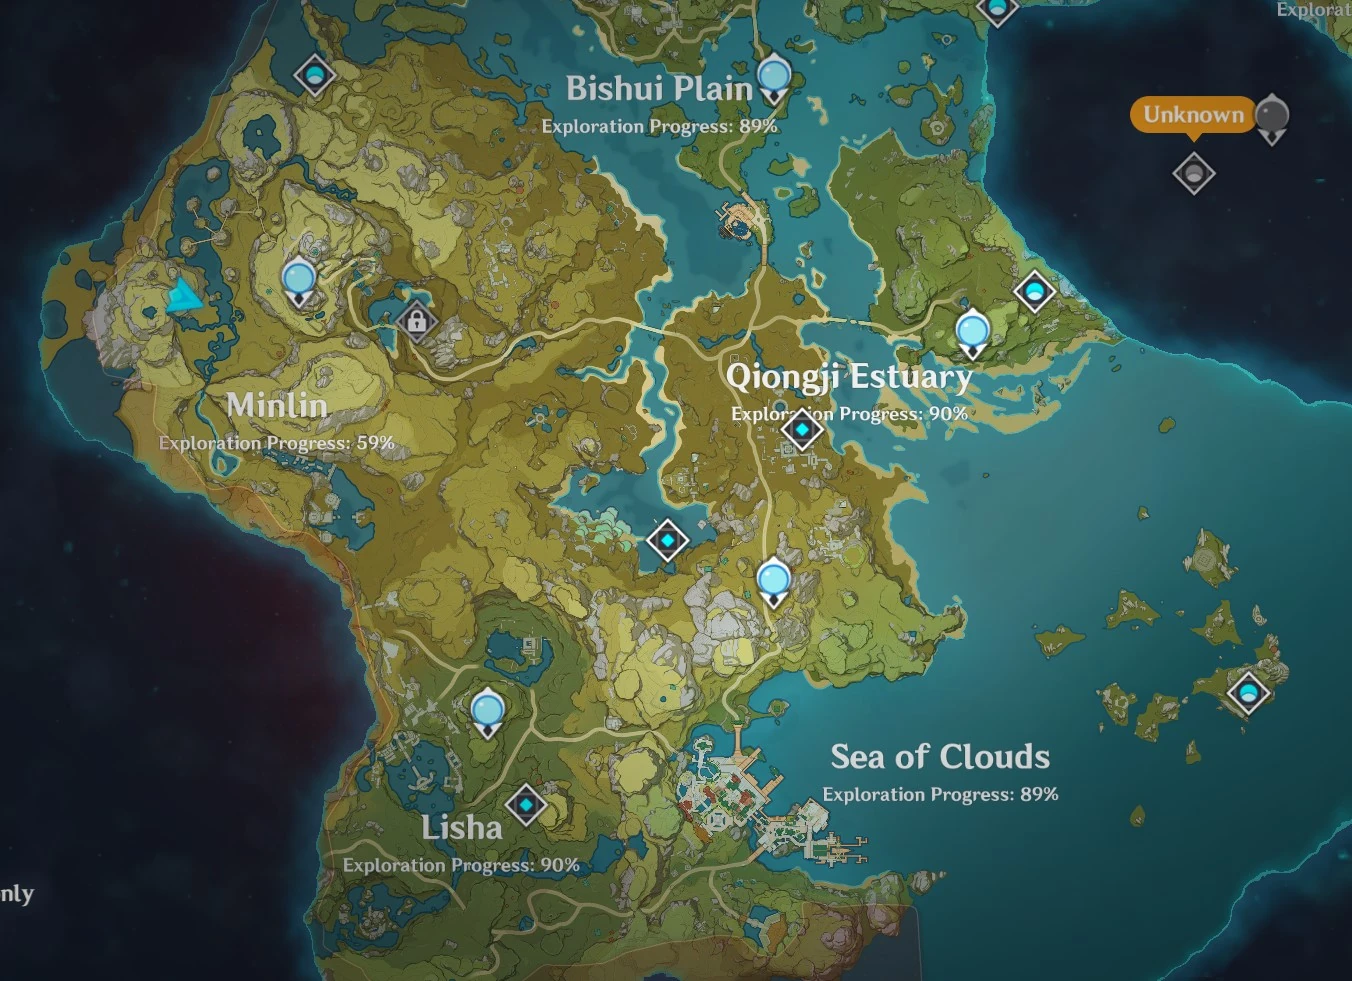 Explorat
Bishui Plain
Exploration Progress: 89%
Unknown
Qiongji Estuary
Exploration Progress: 90%
Minlin
Exploration Progress: 59%
Sea of Clouds
Exploration Progress: 89%
Lisha
Exploration Progress: 90%
nly